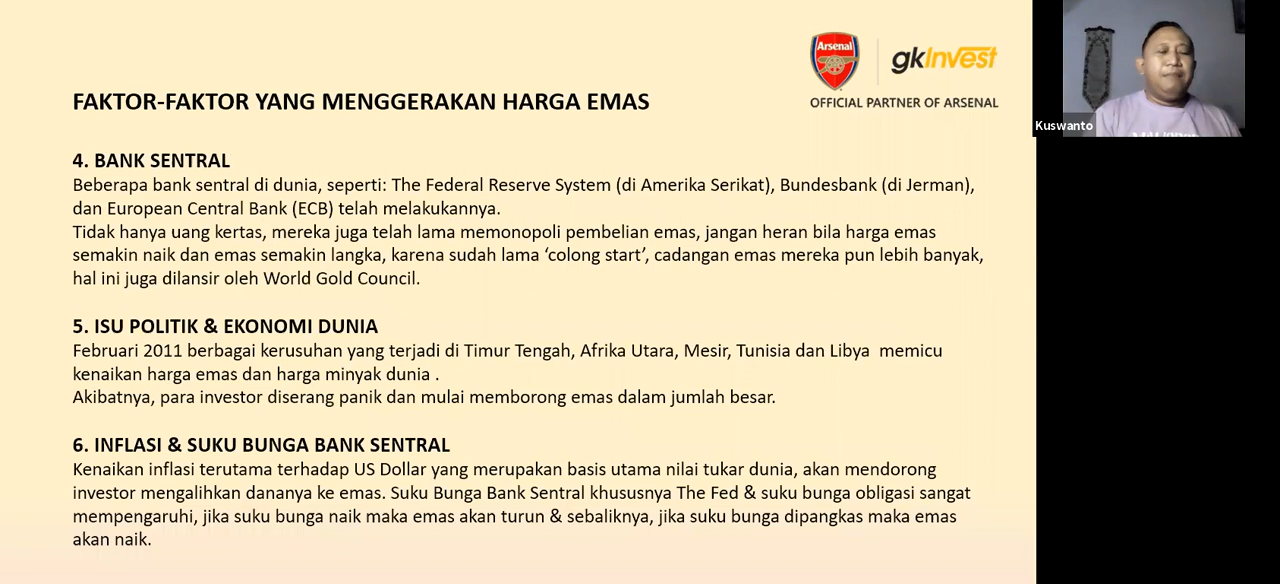 Arsenal
gkInvest
OFFICIAL PARTNER OF ARSENAL
FAKTOR-FAKTOR YANG MENGGERAKAN HARGA EMAS
4. BANK SENTRAL
Beberapa bank sentral di dunia, seperti: The Federal Reserve System (di Amerika Serikat), Bundesbank (di Jerman),
dan European Central Bank (ECB) telah melakukannya.
Tidak hanya uang kertas, mereka juga telah lama memonopoli pembelian emas, jangan heran bila harga emas
semakin naik dan emas semakin langka, karena sudah lama ‘colong start’, cadangan emas mereka pun lebih banyak,
hal ini juga dilansir oleh World Gold Council.
5. ISU POLITIK & EKONOMI DUNIA
Februari 2011 berbagai kerusuhan yang terjadi di Timur Tengah, Afrika Utara, Mesir, Tunisia dan Libya  memicu
kenaikan harga emas dan harga minyak dunia .
Akibatnya, para investor diserang panik dan mulai memborong emas dalam jumlah besar.
6. INFLASI & SUKU BUNGA BANK SENTRAL
Kenaikan inflasi terutama terhadap US Dollar yang merupakan basis utama nilai tukar dunia, akan mendorong
investor mengalihkan dananya ke emas. Suku Bunga Bank Sentral khususnya The Fed & suku bunga obligasi sangat
mempengaruhi, jika suku bunga naik maka emas akan turun & sebaliknya, jika suku bunga dipangkas maka emas
akan naik.
Kuswanto